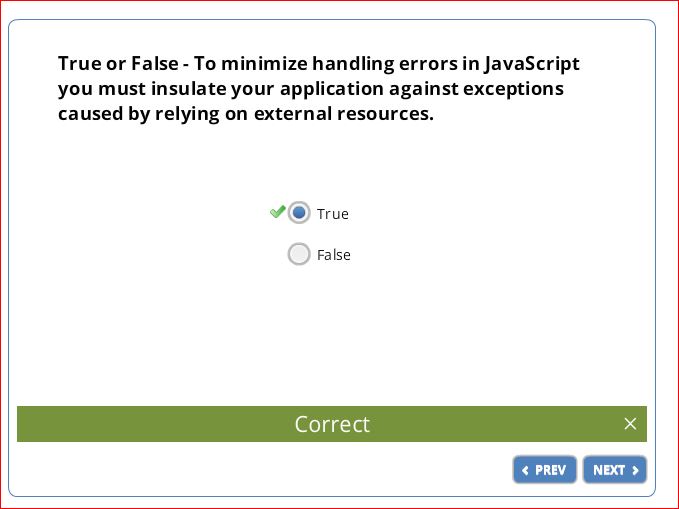 True or False - To minimize handling errors in JavaScript
you must insulate your application against exceptions
caused by relying on external resources.
True
False
Correct
PREV
NEXT